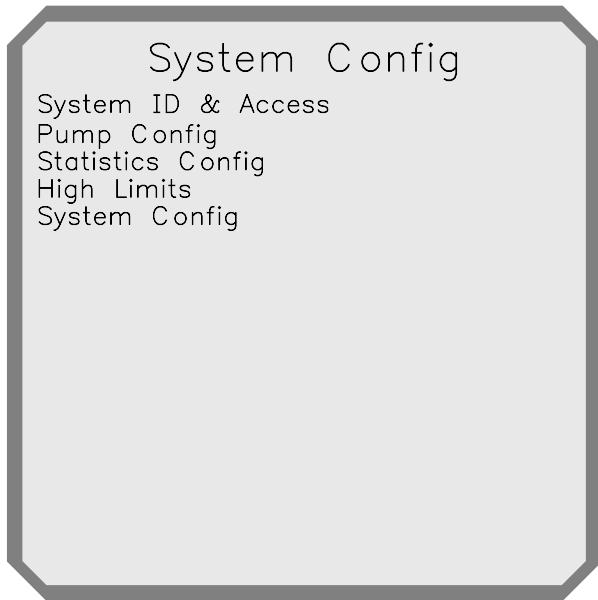 System Config
System ID & Access
Pump Config
Statistics Config
High Limits
System Config